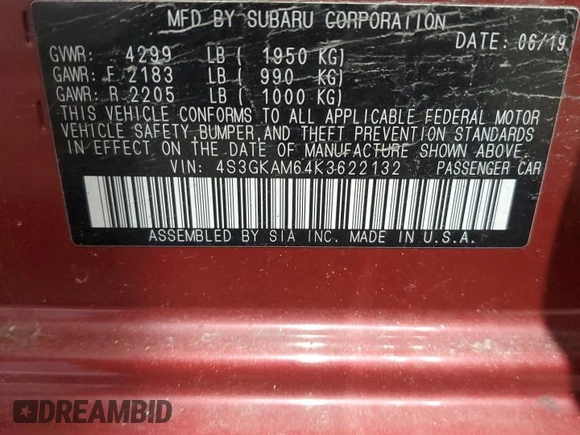 MFD BY SUBARU CORPORATION
DATE: 06/19
GVWR: 4299 LB ( 1950 KG)
GAWR: F 2183 LB ( 990 KG)
GAWR: R 2205 LB ( 1000 KG)
THIS VEHICLE CONFORMS TO ALL APPLICABLE FEDERAL MOTOR
VEHICLE SAFETY, BUMPER, AND THEFT PREVENTION STANDARDS
IN EFFECT ON THE DATE OF MANUFACTURE SHOWN ABOVE.
VIN: 4S3GKAM64K3622132 PASSENGER CAR
ASSEMBLED BY SIA INC. MADE IN U.S.A.
DREAMBID